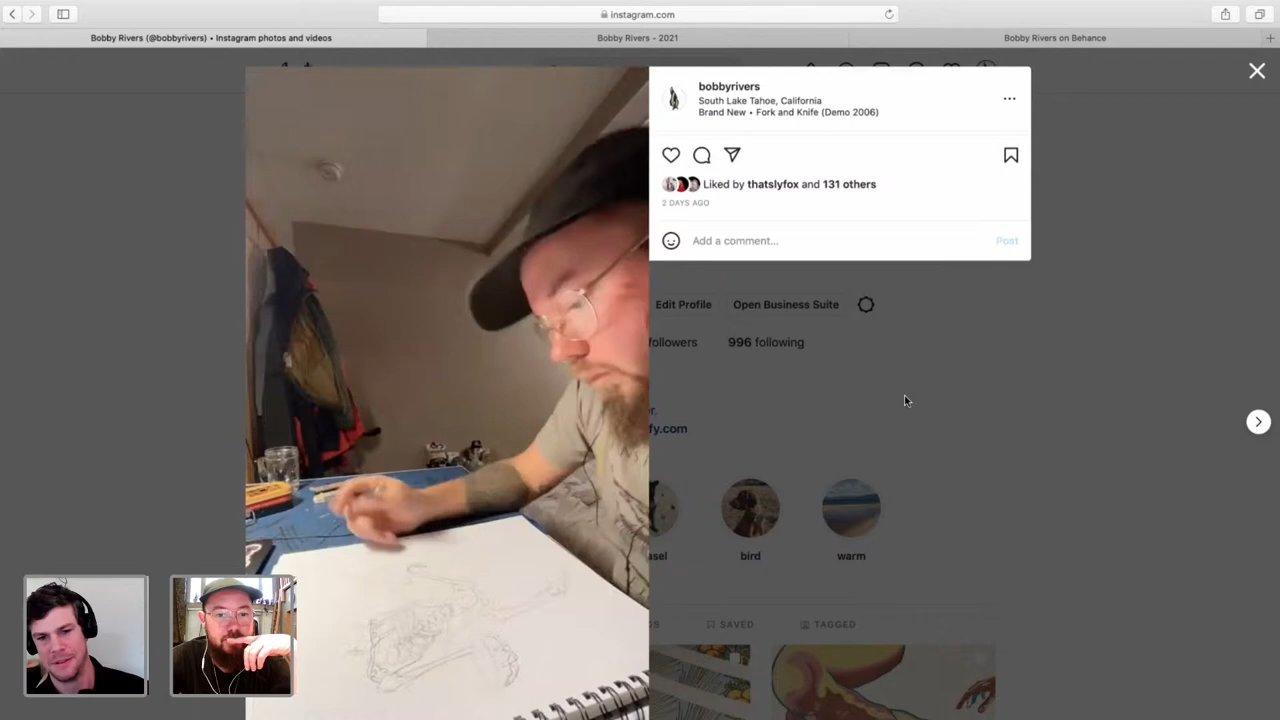 instagram.com
Bobby Rivers (@bobbyrivers) • Instagram photos and videos
Bobby Rivers - 2021
Bobby Rivers on Behance
bobbyrivers
South Lake Tahoe, California
Brand New • Fork and Knife (Demo 2006)
Liked by thatslyfox and 131 others
2 DAYS AGO
Add a comment...
Post
Edit Profile
Open Business Suite
followers
996 following
fy.com
bird
warm
SAVED
TAGGED